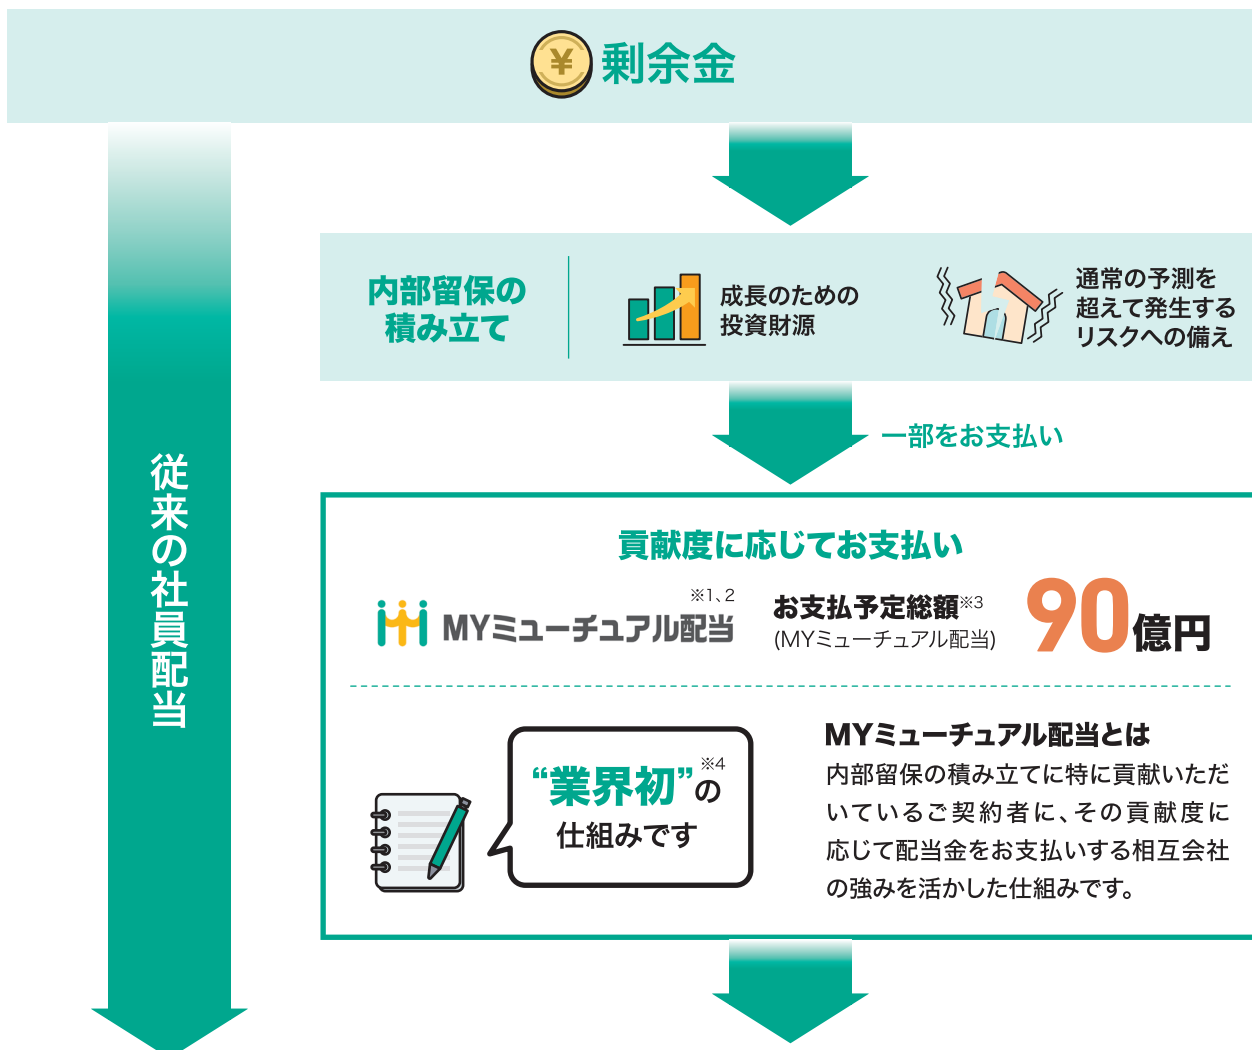 ¥
剰余金
従来の社員配当
内部留保の
積み立て
成長のための
投資財源
通常の予測を
超えて発生する
リスクへの備え
一部をお支払い
貢献度に応じてお支払い
MYミューチュアル配当※1、2
お支払予定総額※3
(MYミューチュアル配当)
90億円
“業界初”の※4
仕組みです
MYミューチュアル配当とは
内部留保の積み立てに特に貢献いただ
いているご契約者に、その貢献度に
応じて配当金をお支払いする相互会社
の強みを活かした仕組みです。